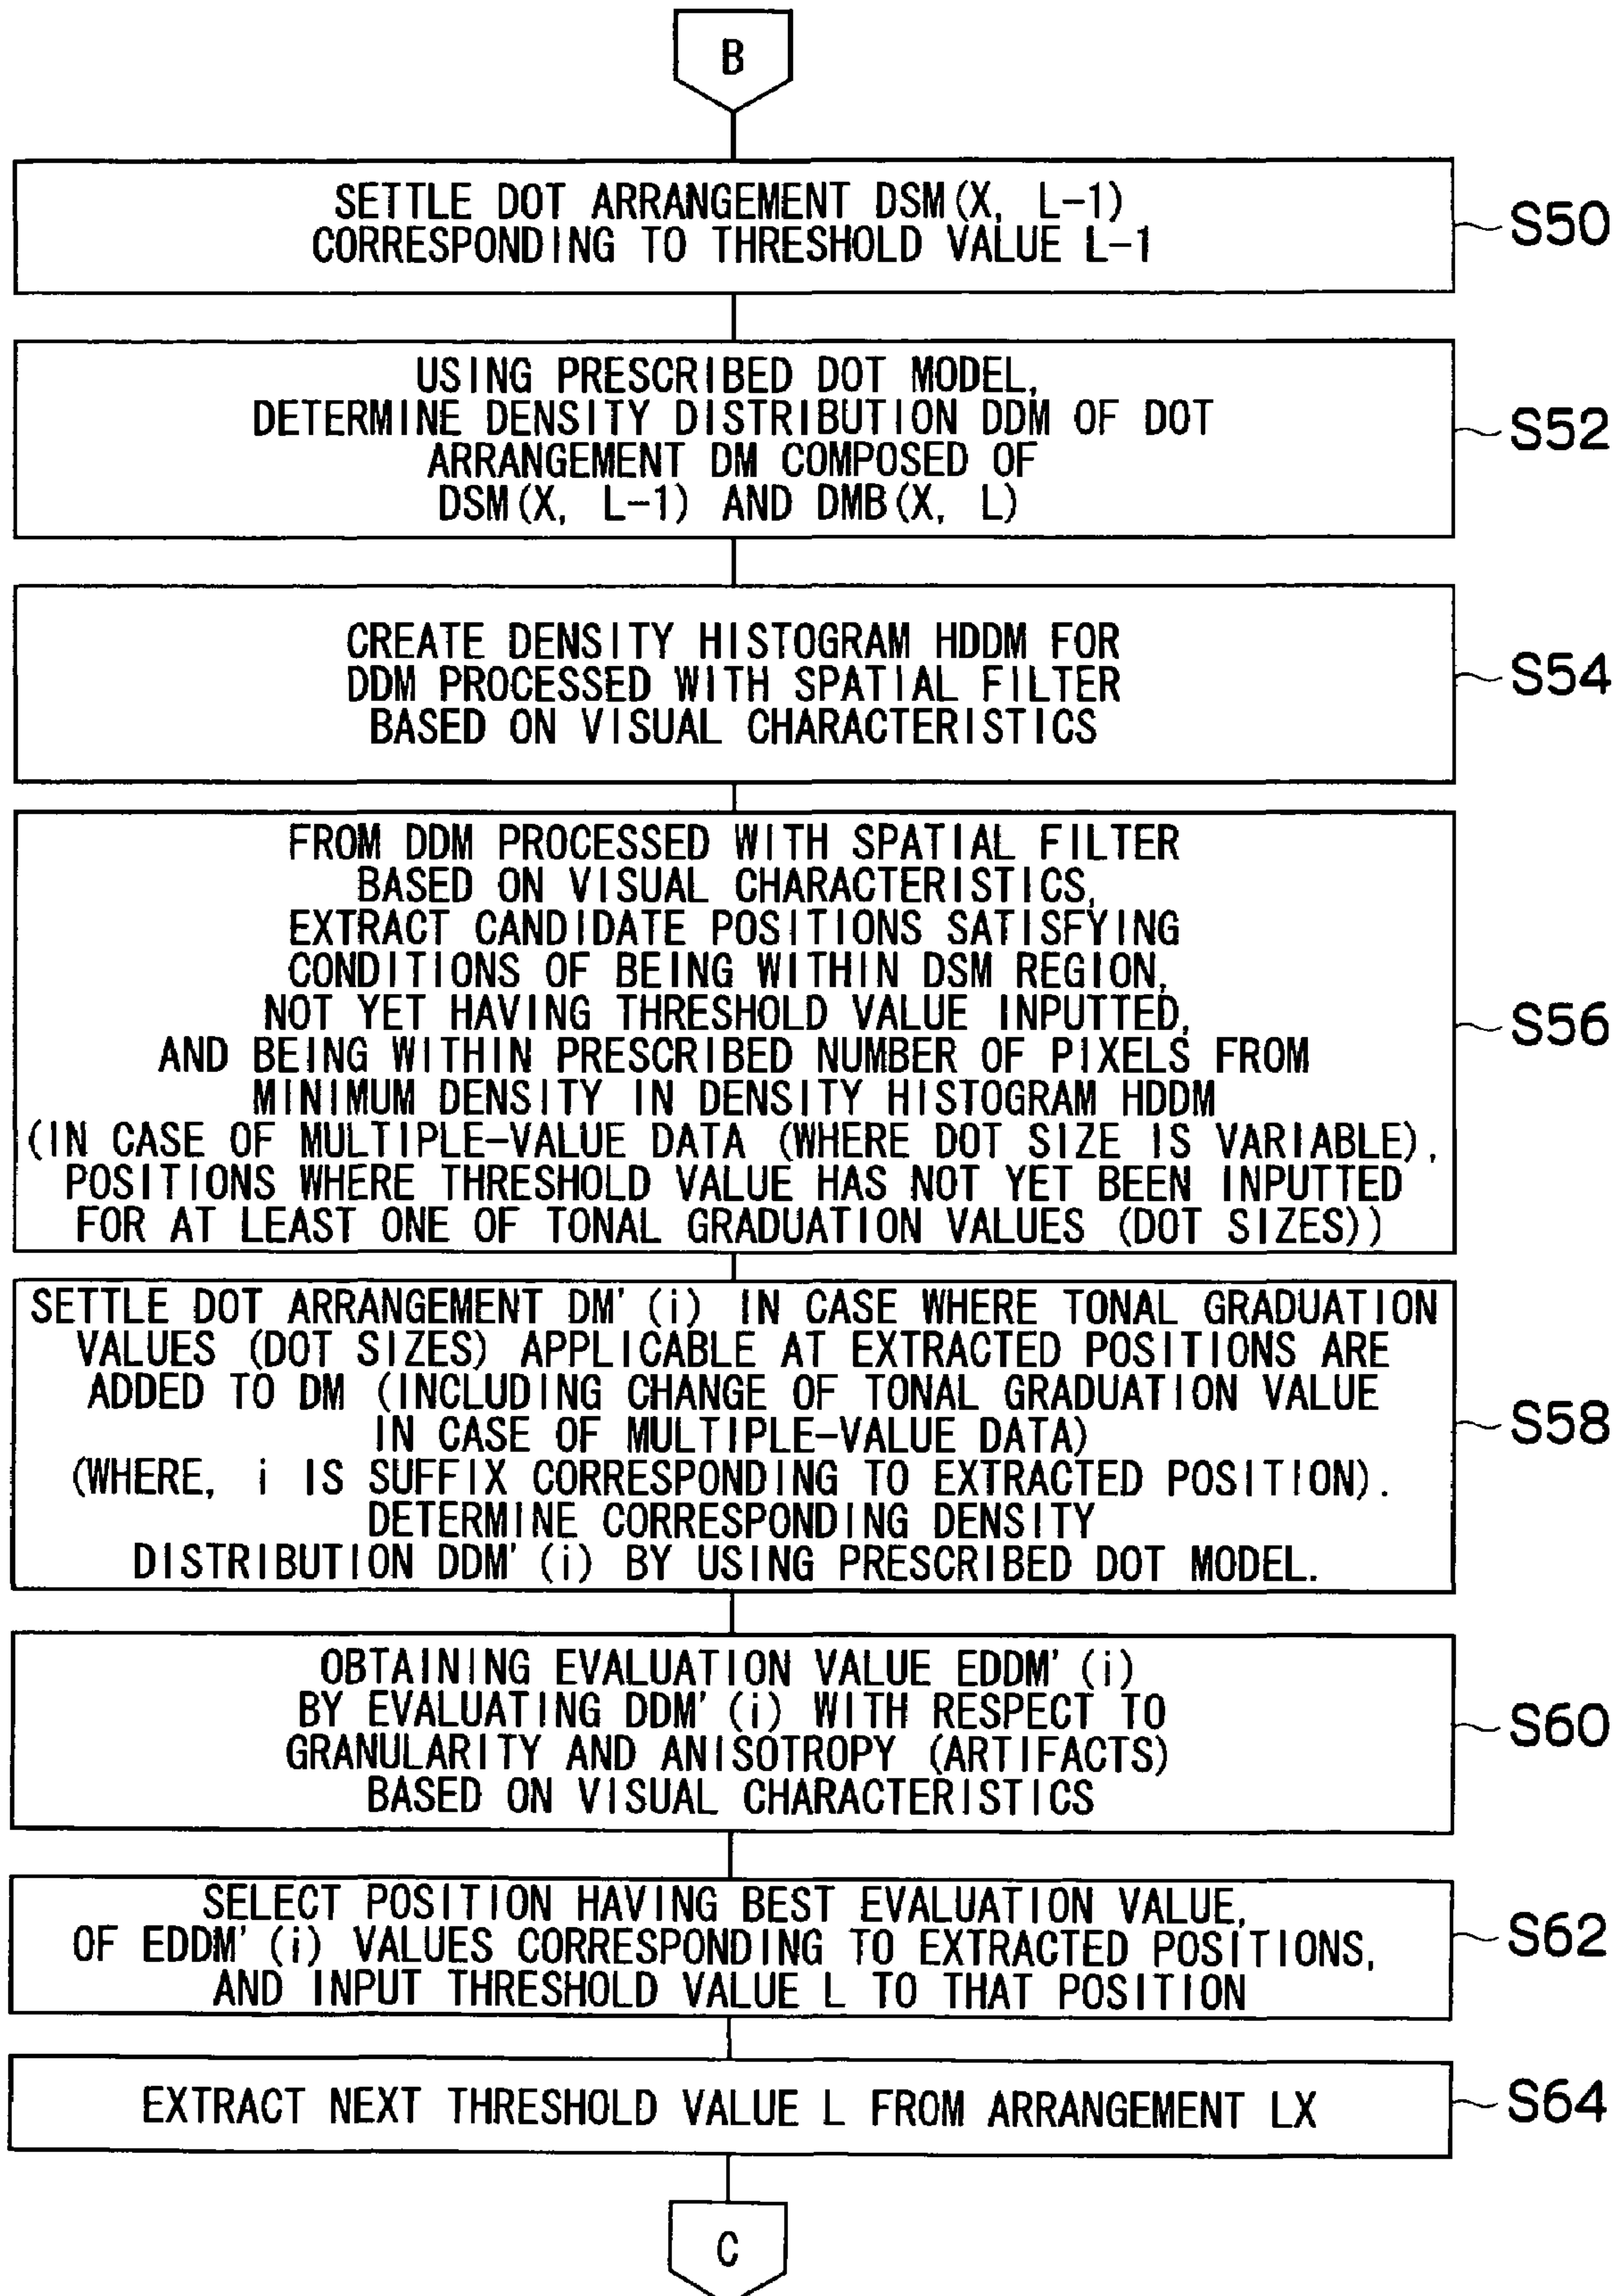 B
SETTLE DOT ARRANGEMENT DSM(X, L-1)
CORRESPONDING TO THRESHOLD VALUE L-1
S50
USING PRESCRIBED DOT MODEL,
DETERMINE DENSITY DISTRIBUTION DDM OF DOT
ARRANGEMENT DM COMPOSED OF
DSM(X, L-1) AND DMB(X, L)
S52
CREATE DENSITY HISTOGRAM HDDM FOR
DDM PROCESSED WITH SPATIAL FILTER
BASED ON VISUAL CHARACTERISTICS
S54
FROM DDM PROCESSED WITH SPATIAL FILTER
BASED ON VISUAL CHARACTERISTICS,
EXTRACT CANDIDATE POSITIONS SATISFYING
CONDITIONS OF BEING WITHIN DSM REGION,
NOT YET HAVING THRESHOLD VALUE INPUTTED,
AND BEING WITHIN PRESCRIBED NUMBER OF PIXELS FROM
MINIMUM DENSITY IN DENSITY HISTOGRAM HDDM
(IN CASE OF MULTIPLE-VALUE DATA (WHERE DOT SIZE IS VARIABLE),
POSITIONS WHERE THRESHOLD VALUE HAS NOT YET BEEN INPUTTED
FOR AT LEAST ONE OF TONAL GRADUATION VALUES (DOT SIZES))
S56
SETTLE DOT ARRANGEMENT DM'(i) IN CASE WHERE TONAL GRADUATION
VALUES (DOT SIZES) APPLICABLE AT EXTRACTED POSITIONS ARE
ADDED TO DM (INCLUDING CHANGE OF TONAL GRADUATION VALUE
IN CASE OF MULTIPLE-VALUE DATA)
(WHERE, i IS SUFFIX CORRESPONDING TO EXTRACTED POSITION).
DETERMINE CORRESPONDING DENSITY
DISTRIBUTION DDM'(i) BY USING PRESCRIBED DOT MODEL.
S58
OBTAINING EVALUATION VALUE EDDM'(i)
BY EVALUATING DDM'(i) WITH RESPECT TO
GRANULARITY AND ANISOTROPY (ARTIFACTS)
BASED ON VISUAL CHARACTERISTICS
S60
SELECT POSITION HAVING BEST EVALUATION VALUE,
OF EDDM'(i) VALUES CORRESPONDING TO EXTRACTED POSITIONS,
AND INPUT THRESHOLD VALUE L TO THAT POSITION
S62
EXTRACT NEXT THRESHOLD VALUE L FROM ARRANGEMENT LX
S64
C